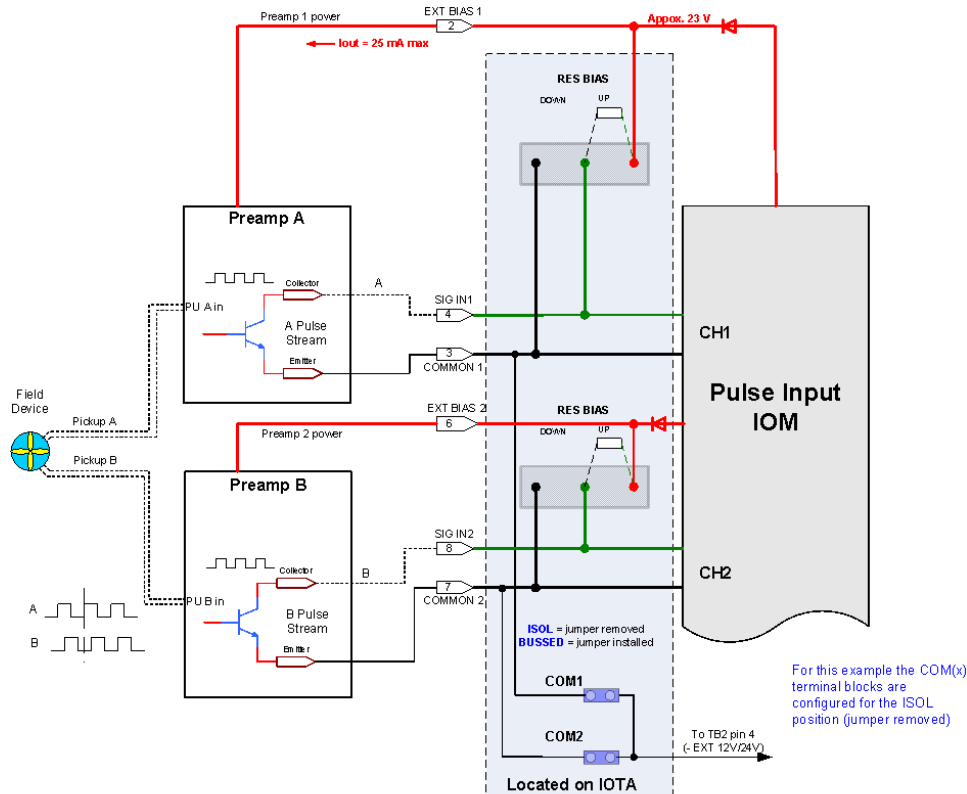 EXT BIAS 1
Preamp 1 power
2
Appox. 23 V
Iout = 25 mA max
RES BIAS
DOWN
UP
Preamp A
Collector
A
PU A in
SIG IN1
4
A Pulse
Stream
CH1
Emitter
3
COMMON 1
Pulse Input
IOM
Field
Device
EXT BIAS 2
6
RES BIAS
Pickup A
Preamp 2 power
DOWN
UP
Pickup B
Preamp B
SIG IN2
8
Collector
B
CH2
PU B in
7
COMMON 2
A
B Pulse
Stream
B
Emitter
ISOL = jumper removed
BUSSED = jumper installed
For this example the COM(x)
terminal blocks are
configured for the ISOL
position (jumper removed)
COM1
COM2
To TB2 pin 4
(- EXT 12V/24V)
Located on IOTA